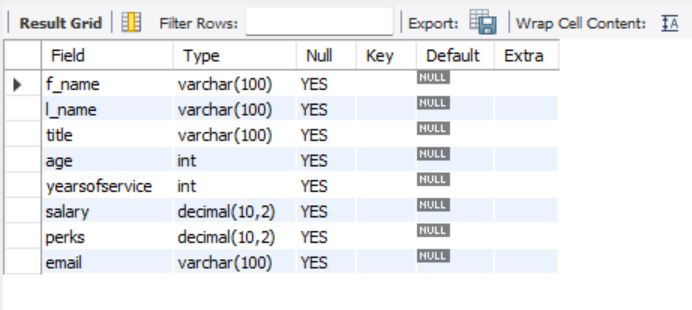 Result Grid Filter Rows: Export: Wrap Cell Content: IA
Field Type Null Key Default Extra
f_name varchar(100) YES NULL
l_name varchar(100) YES NULL
title varchar(100) YES NULL
age int YES NULL
yearsofservice int YES NULL
salary decimal(10,2) YES NULL
perks decimal(10,2) YES NULL
email varchar(100) YES NULL